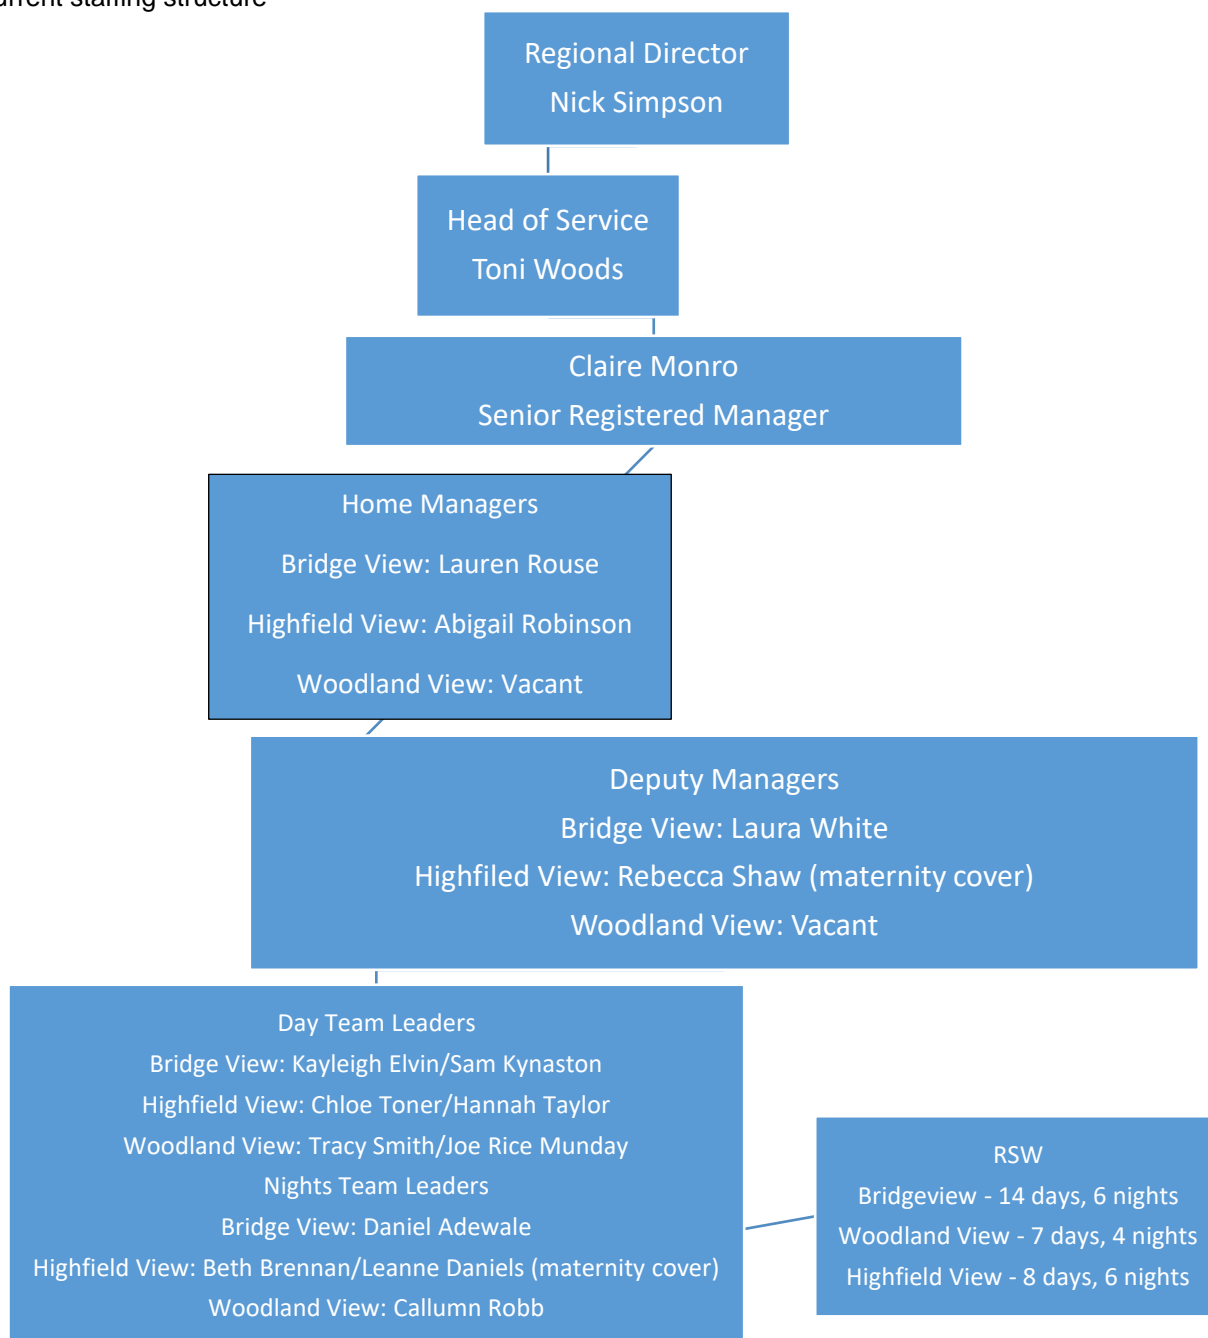 staffing structure
Regional Director
Nick Simpson
Head of Service
Toni Woods
Claire Monro
Senior Registered Manager
Home Managers
Bridge View: Lauren Rouse
Highfield View: Abigail Robinson
Woodland View: Vacant
Deputy Managers
Bridge View: Laura White
Highfiled View: Rebecca Shaw (maternity cover)
Woodland View: Vacant
Day Team Leaders
Bridge View: Kayleigh Elvin/Sam Kynaston
Highfield View: Chloe Toner/Hannah Taylor
Woodland View: Tracy Smith/Joe Rice Munday
Nights Team Leaders
Bridge View: Daniel Adewale
Highfield View: Beth Brennan/Leanne Daniels (maternity cover)
Woodland View: Callumn Robb
RSW
Bridgeview - 14 days, 6 nights
Woodland View - 7 days, 4 nights
Highfield View - 8 days, 6 nights